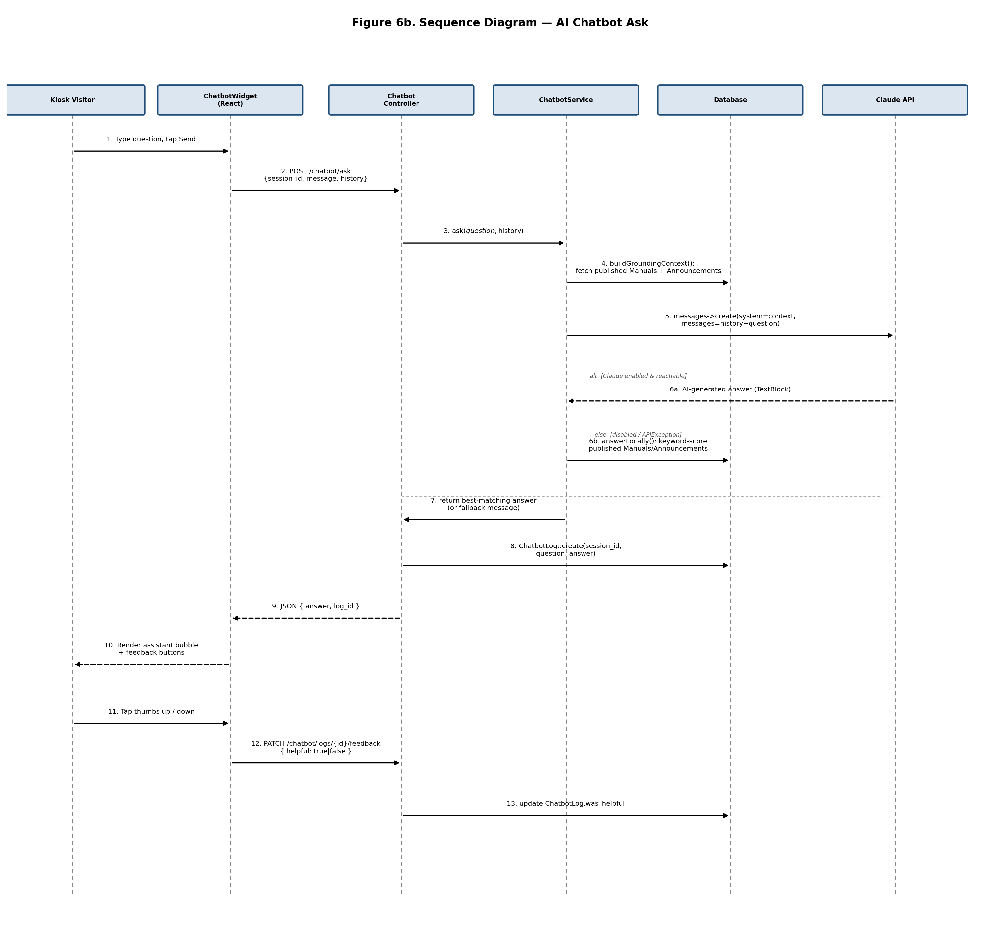 Figure 6b. Sequence Diagram — AI Chatbot Ask
Kiosk Visitor
ChatbotWidget
(React)
Chatbot
Controller
ChatbotService
Database
Claude API
1. Type question, tap Send
2. POST /chatbot/ask
{session_id, message, history}
3. ask(question, history)
4. buildGroundingContext():
fetch published Manuals + Announcements
5. messages->create(system=context,
messages=history+question)
alt  [Claude enabled & reachable]
6a. AI-generated answer (TextBlock)
else  [disabled / APIException]
6b. answerLocally(): keyword-score
published Manuals/Announcements
7. return best-matching answer
(or fallback message)
8. ChatbotLog::create(session_id,
question, answer)
9. JSON { answer, log_id }
10. Render assistant bubble
+ feedback buttons
11. Tap thumbs up / down
12. PATCH /chatbot/logs/{id}/feedback
{ helpful: true|false }
13. update ChatbotLog.was_helpful